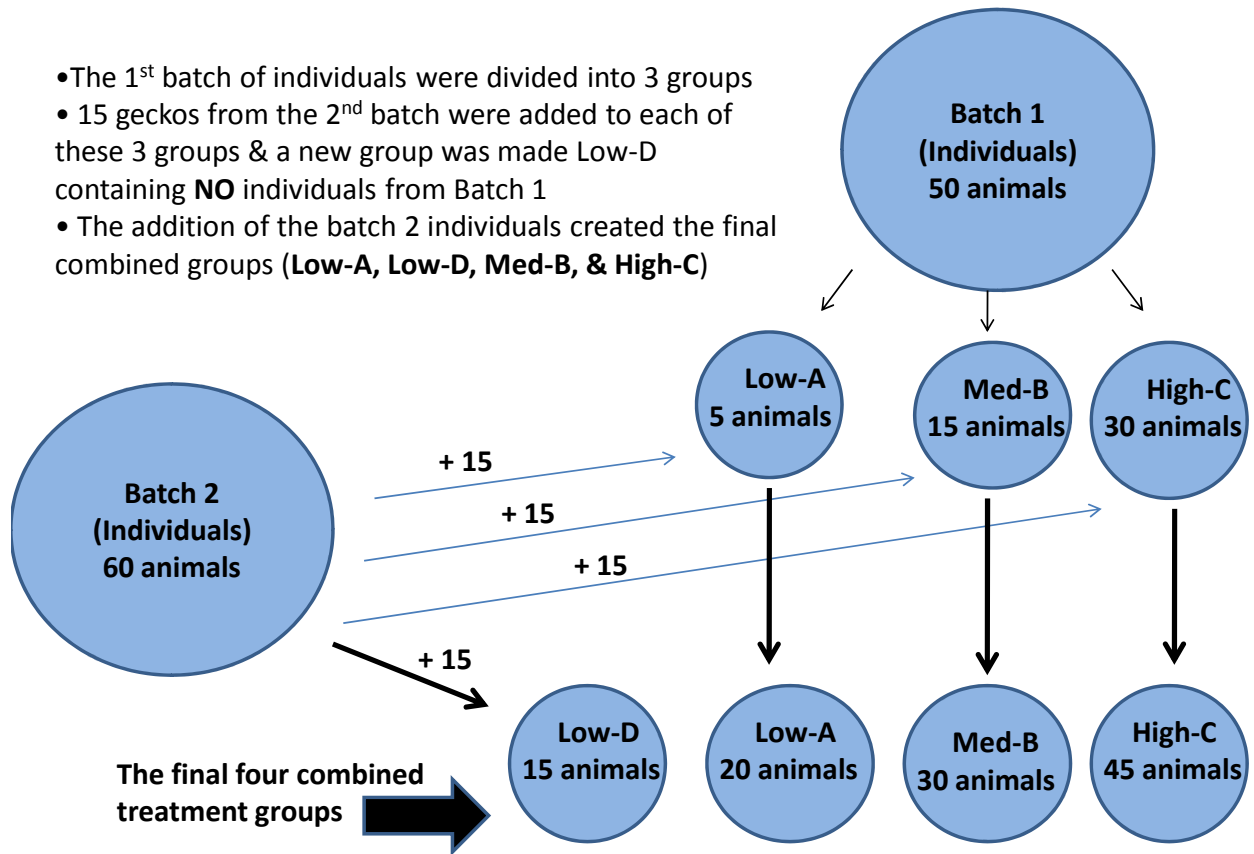 •The 1st batch of individuals were divided into 3 groups
• 15 geckos from the 2nd batch were added to each of
these 3 groups & a new group was made Low-D
containing NO individuals from Batch 1
• The addition of the batch 2 individuals created the final
combined groups (Low-A, Low-D, Med-B, & High-C)
Batch 1
(Individuals)
50 animals
Low-A
5 animals
Med-B
15 animals
High-C
30 animals
Batch 2
(Individuals)
60 animals
+ 15
+ 15
+ 15
+ 15
Low-D
15 animals
Low-A
20 animals
Med-B
30 animals
High-C
45 animals
The final four combined
treatment groups